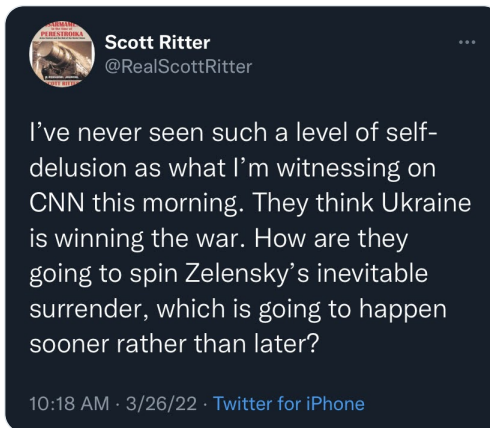 DISARMAMENT
PERESTROIKA
Scott Ritter
@RealScottRitter
I’ve never seen such a level of self-
delusion as what I’m witnessing on
CNN this morning. They think Ukraine
is winning the war. How are they
going to spin Zelensky’s inevitable
surrender, which is going to happen
sooner rather than later?
10:18 AM · 3/26/22 · Twitter for iPhone